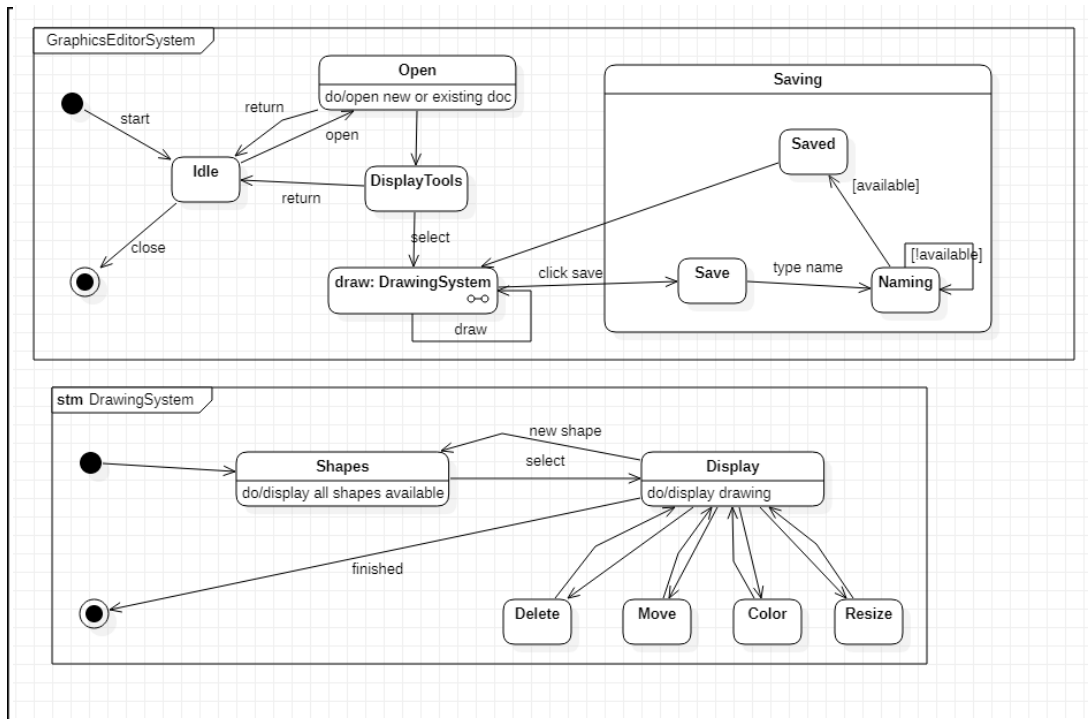 GraphicsEditorSystem
Open
do/open new or existing doc
Saving
return
start
open
Saved
Idle
DisplayTools
[available]
return
close
select
[!available]
draw: DrawingSystem
click save
Save
type name
Naming
draw
stm DrawingSystem
new shape
Shapes
select
Display
do/display all shapes available
do/display drawing
finished
Delete
Move
Color
Resize